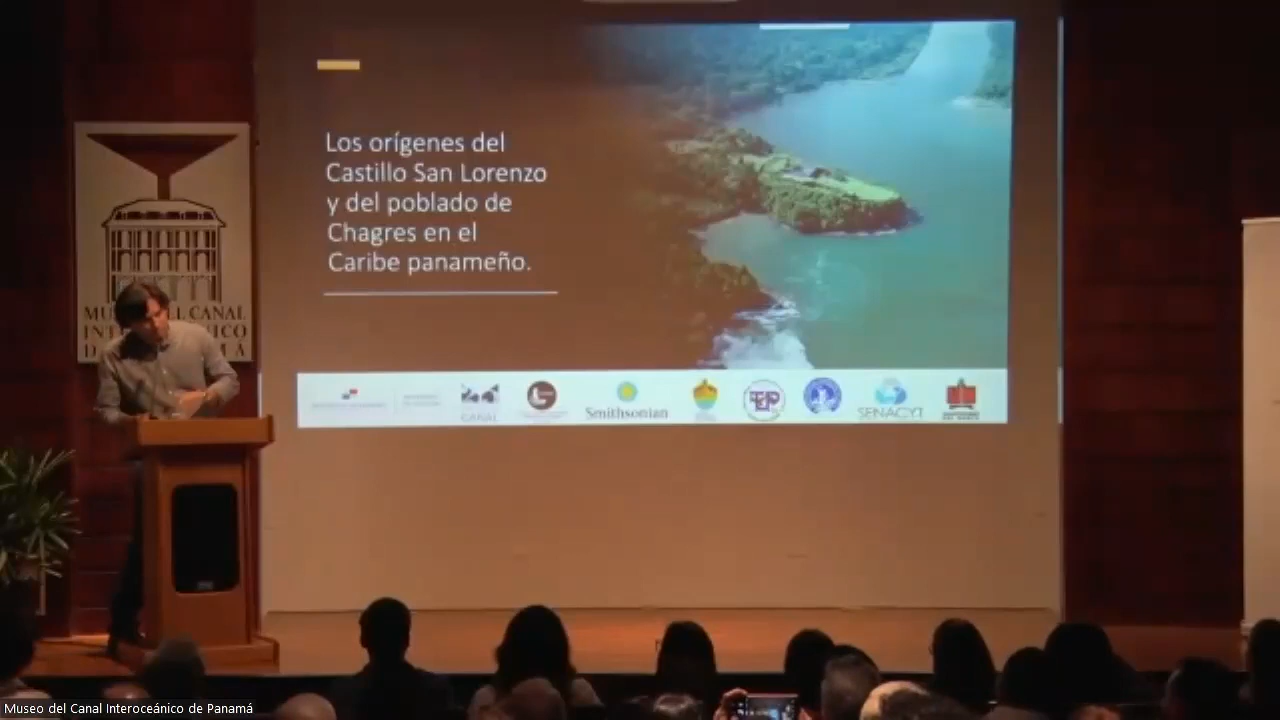 Los orígenes del
Castillo San Lorenzo
y del poblado de
Chagres en el
Caribe panameño.
CANAL
Smithsonian
SENACYT
Museo del Canal Interoceánico de Panamá